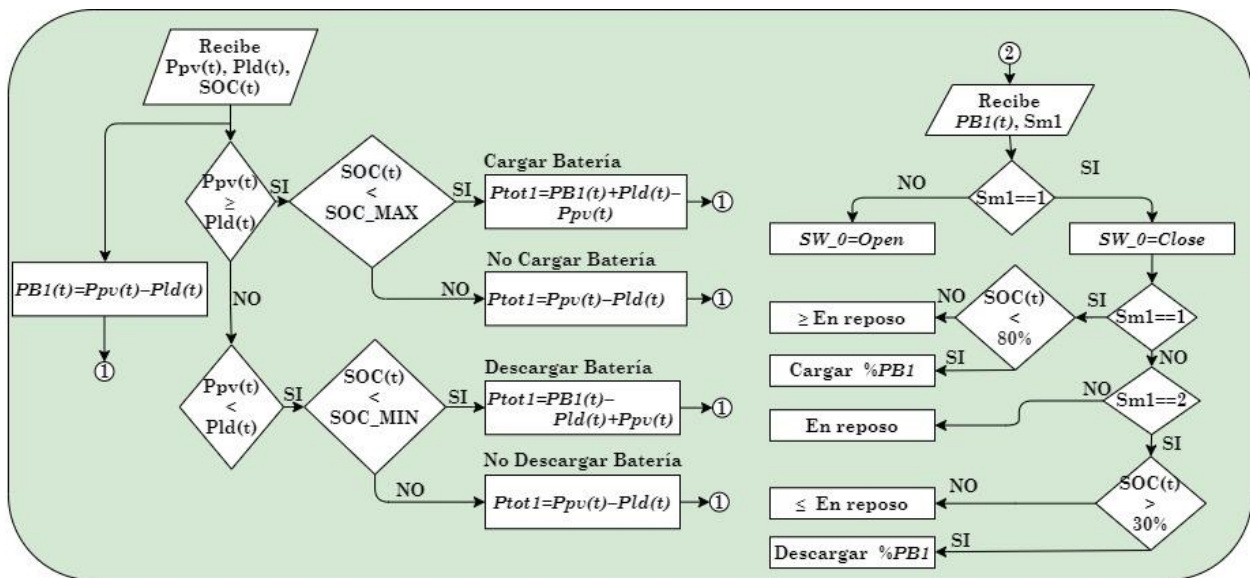 Recibe
Ppv(t), Pld(t),
SOC(t)
PB1(t)=Ppv(t)-Pld(t)
①
Ppv(t)
≥
Pld(t)
SI
NO
SOC(t)
<
SOC_MAX
SI
NO
Cargar Batería
Ptot1=PB1(t)+Pld(t)-
Ppv(t)
①
No Cargar Batería
Ptot1=Ppv(t)-Pld(t)
①
Ppv(t)
<
Pld(t)
SI
SOC(t)
<
SOC_MIN
SI
NO
Descargar Batería
Ptot1=PB1(t)-
Pld(t)+Ppv(t)
①
No Descargar Batería
Ptot1=Ppv(t)-Pld(t)
①
②
Recibe
PB1(t), Sm1
Sm1==1
NO
SI
SW_0=Open
SW_0=Close
Sm1==1
SI
NO
SOC(t)
<
80%
NO
SI
≥ En reposo
Cargar %PB1
Sm1==2
NO
SI
En reposo
SOC(t)
>
30%
NO
SI
≤ En reposo
Descargar %PB1